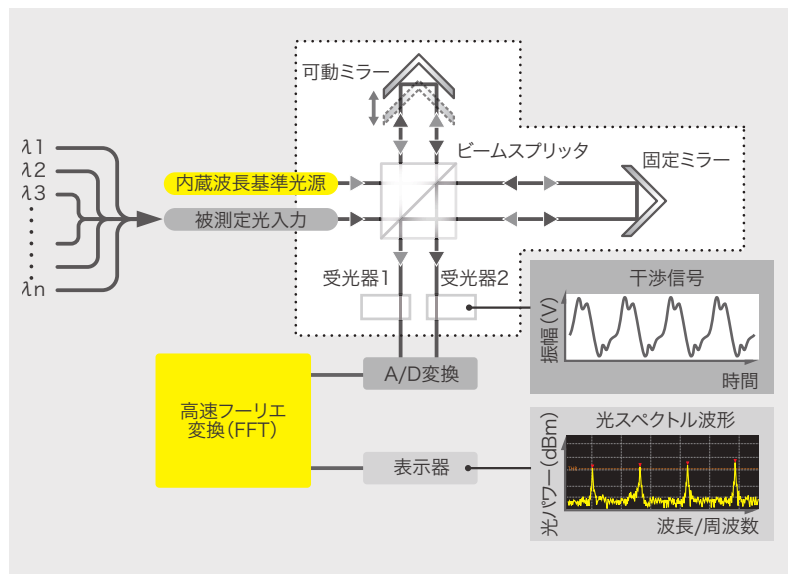 可動ミラー
ビームスプリッタ
固定ミラー
λ1
λ2
λ3
λn
内蔵波長基準光源
被測定光入力
受光器1
受光器2
干渉信号
振幅(V)
時間
A/D変換
高速フーリエ
変換(FFT)
表示器
光スペクトル波形
光パワー(dBm)
波長/周波数